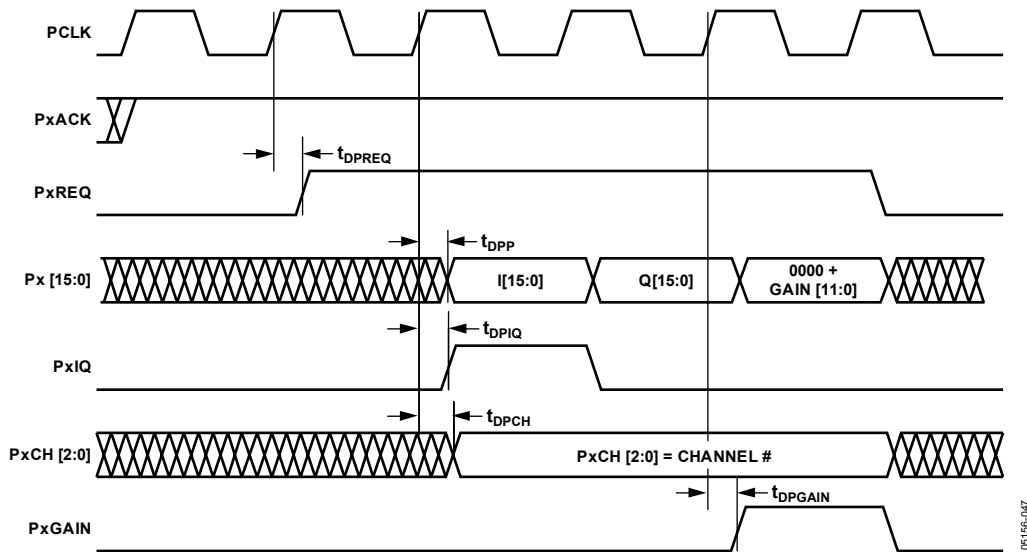 PCLK
PxACK
tDPREQ
PxREQ
tDPP
Px [15:0]
I[15:0]
Q[15:0]
0000 +
GAIN [11:0]
tDPIQ
PxIQ
tDPCH
PxCH [2:0]
PxCH [2:0] = CHANNEL #
tDPGAIN
PxGAIN
05156-047